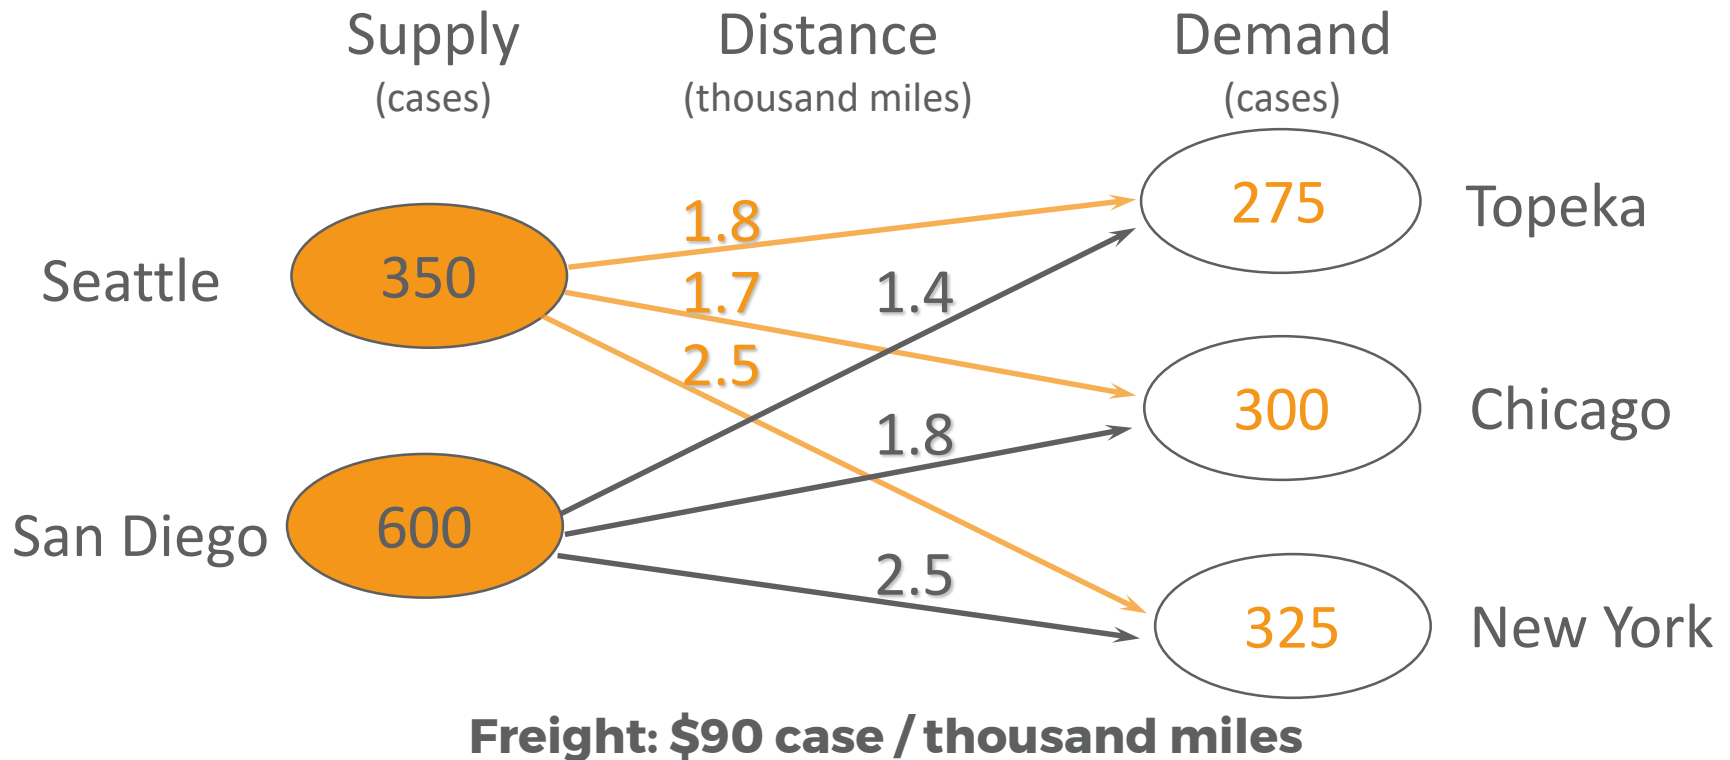 Supply Distance Demand
(cases) (thousand miles) (cases)
275 Topeka
1.8
Seattle 350
1.7 1.4
2.5
300 Chicago
1.8
San Diego 600
2.5
325 New York
Freight: $90 case / thousand miles